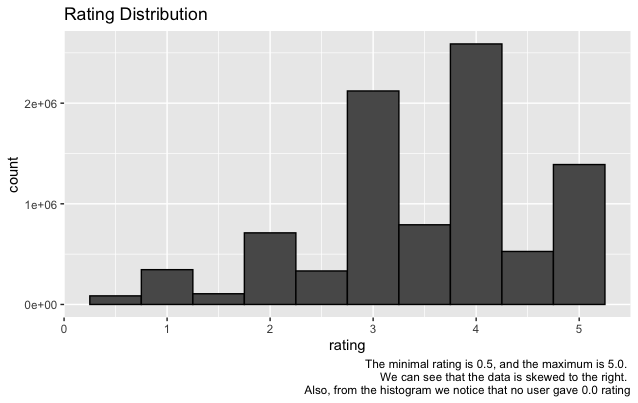 Rating Distribution
2e+06
1e+06
0e+00
count
0 1 2 3 4 5
rating
The minimal rating is 0.5, and the maximum is 5.0.
We can see that the data is skewed to the right.
Also, from the histogram we notice that no user gave 0.0 rating